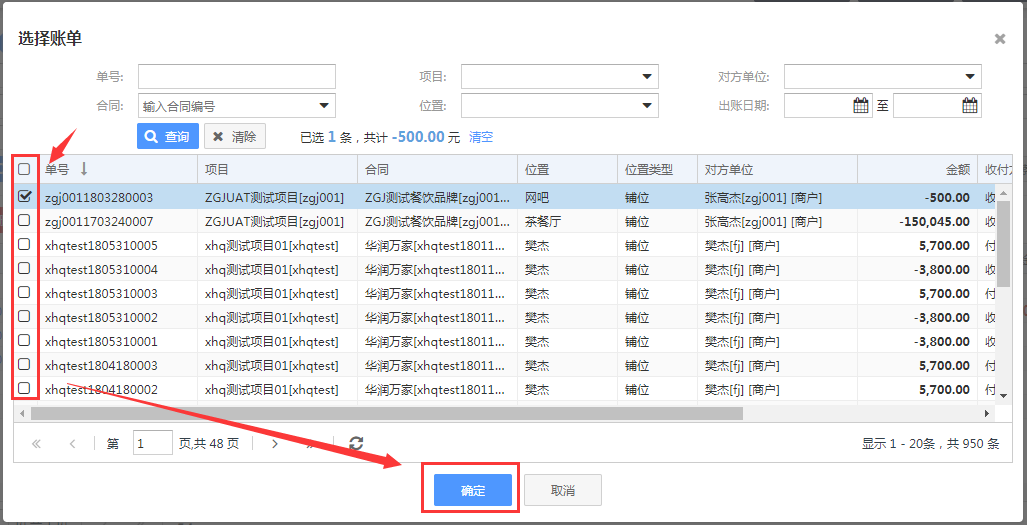 选择账单
单号: 项目: 对方单位:
合同: 输入合同编号 位置: 出账日期: 至
查询 清除 已选 1 条，共计 -500.00 元 清空
单号 项目 合同 位置 位置类型 对方单位 金额 收付
zgj0011803280003 ZGJUAT测试项目[zgj001] ZGJ测试餐饮品牌[zgj001... 网吧 铺位 张高杰[zgj001] [商户] -500.00 收
zgj0011703240007 ZGJUAT测试项目[zgj001] ZGJ测试餐饮品牌[zgj001... 茶餐厅 铺位 张高杰[zgj001] [商户] -150,045.00 收
xhqtest1805310005 xhq测试项目01[xhqtest] 华润万家[xhqtest18011... 樊杰 铺位 樊杰[fj] [商户] 5,700.00 付
xhqtest1805310004 xhq测试项目01[xhqtest] 华润万家[xhqtest18011... 樊杰 铺位 樊杰[fj] [商户] -3,800.00 收
xhqtest1805310003 xhq测试项目01[xhqtest] 华润万家[xhqtest18011... 樊杰 铺位 樊杰[fj] [商户] 5,700.00 付
xhqtest1805310002 xhq测试项目01[xhqtest] 华润万家[xhqtest18011... 樊杰 铺位 樊杰[fj] [商户] -3,800.00 收
xhqtest1805310001 xhq测试项目01[xhqtest] 华润万家[xhqtest18011... 樊杰 铺位 樊杰[fj] [商户] -3,800.00 收
xhqtest1804180003 xhq测试项目01[xhqtest] 华润万家[xhqtest18011... 樊杰 铺位 樊杰[fj] [商户] 5,700.00 付
xhqtest1804180002 xhq测试项目01[xhqtest] 华润万家[xhqtest18011... 樊杰 铺位 樊杰[fj] [商户] 5,700.00 付
第 1 页,共 48 页 显示 1 - 20条，共 950 条
确定 取消